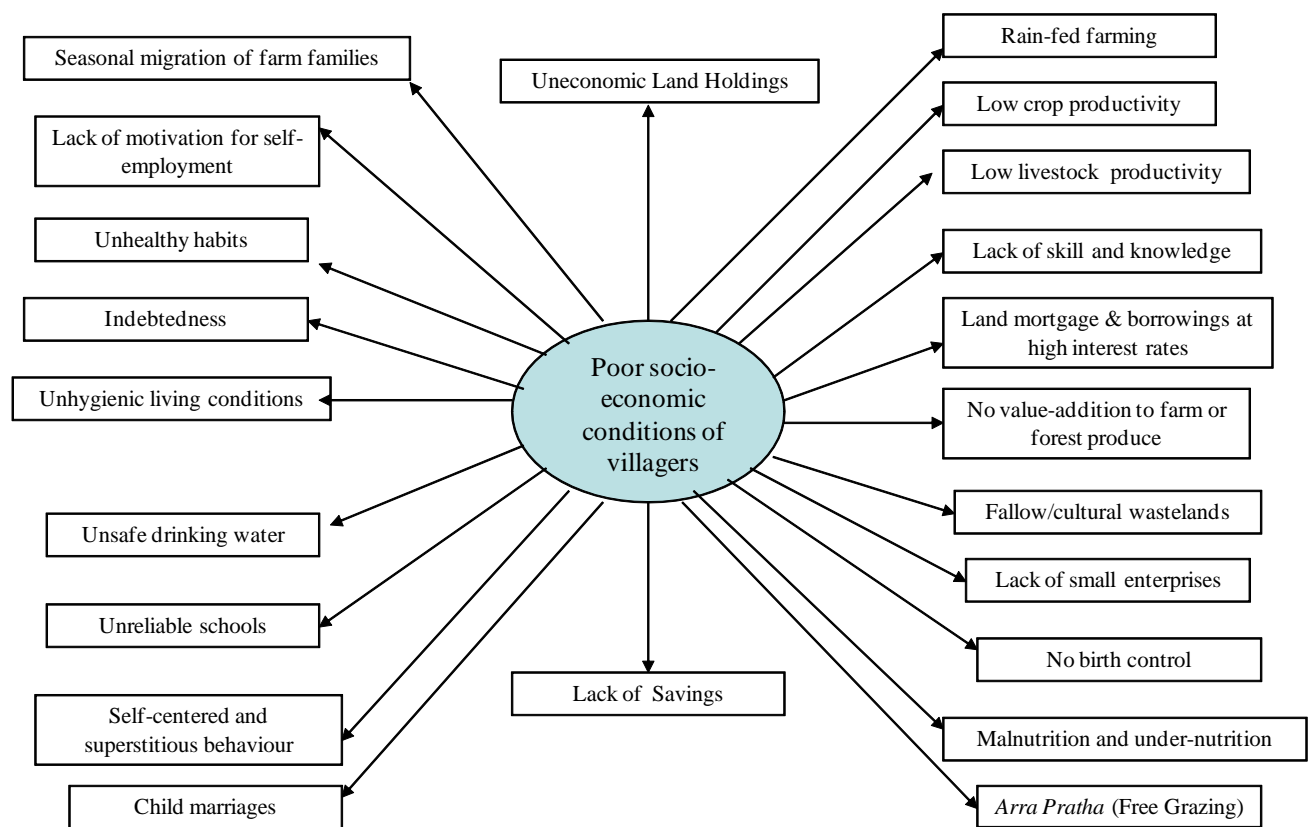 Seasonal migration of farm families
Lack of motivation for self-
employment
Unhealthy habits
Indebtedness
Unhygienic living conditions
Unsafe drinking water
Unreliable schools
Self-centered and
superstitious behaviour
Child marriages
Uneconomic Land Holdings
Poor socio-
economic
conditions of
villagers
Lack of Savings
Rain-fed farming
Low crop productivity
Low livestock productivity
Lack of skill and knowledge
Land mortgage & borrowings at
high interest rates
No value-addition to farm or
forest produce
Fallow/cultural wastelands
Lack of small enterprises
No birth control
Malnutrition and under-nutrition
Arra Pratha (Free Grazing)